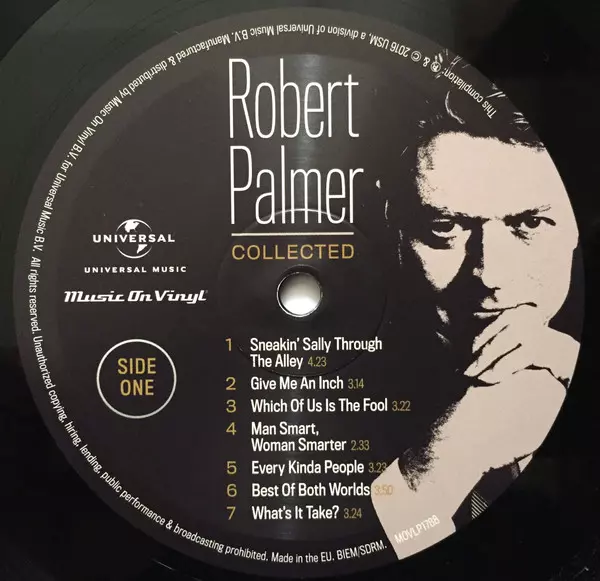 This compilation: ℗ & © 2016 USM, a division of Universal Music B.V. Manufactured & distributed by Music On Vinyl B.V. for Universal Music B.V. All rights reserved. Unauthorized copying, hiring, lending, public performance & broadcasting prohibited. Made in the EU. BIEM/SDRM.
Robert
Palmer
COLLECTED
UNIVERSAL
UNIVERSAL MUSIC
Music On Vinyl
SIDE
ONE
1 Sneakin' Sally Through
The Alley 4.23
2 Give Me An Inch 3.14
3 Which Of Us Is The Fool 3.22
4 Man Smart,
Woman Smarter 2.33
5 Every Kinda People 3.23
6 Best Of Both Worlds 3:50
7 What's It Take? 3.24
MOVLP1788